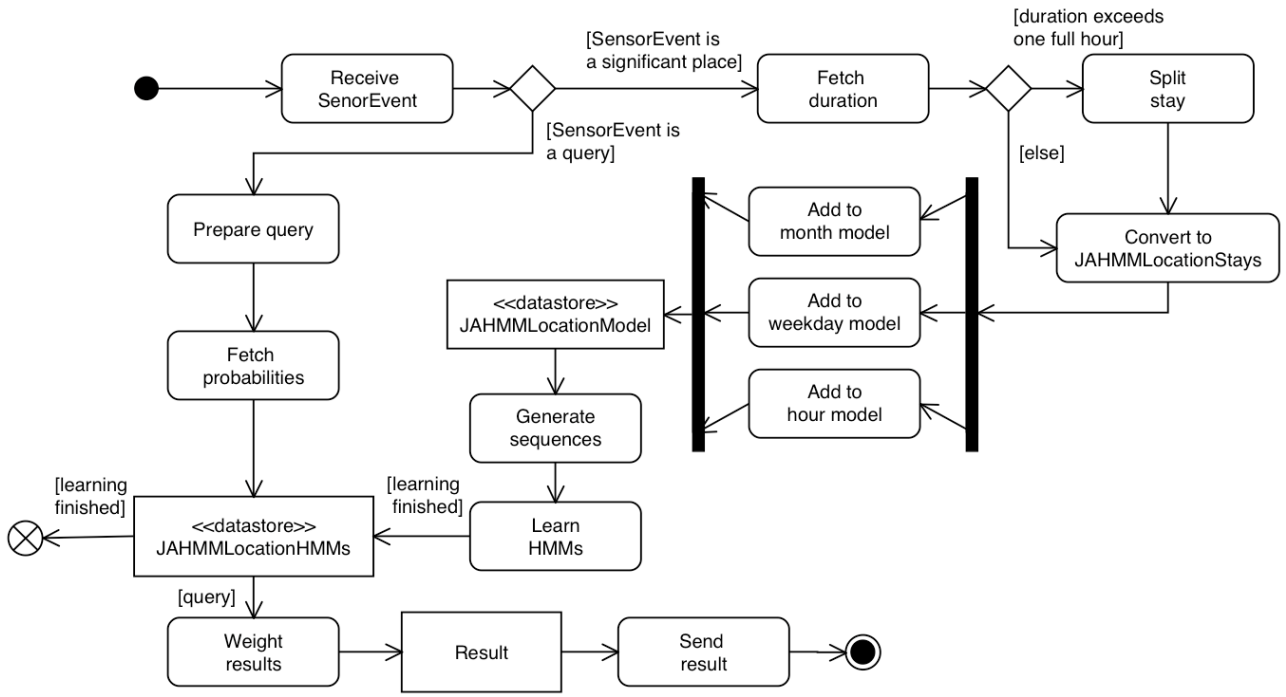 [duration exceeds
one full hour]
[SensorEvent is
a significant place]
Receive
SenorEvent
Fetch
duration
Split
stay
[SensorEvent is
a query]
[else]
Prepare query
Add to
month model
Convert to
JAHMMLocationStays
<<datastore>>
JAHMMLocationModel
Add to
weekday model
Fetch
probabilities
Add to
hour model
Generate
sequences
[learning
finished]
[learning
finished]
<<datastore>>
JAHMMLocationHMMs
Learn
HMMs
[query]
Weight
results
Result
Send
result